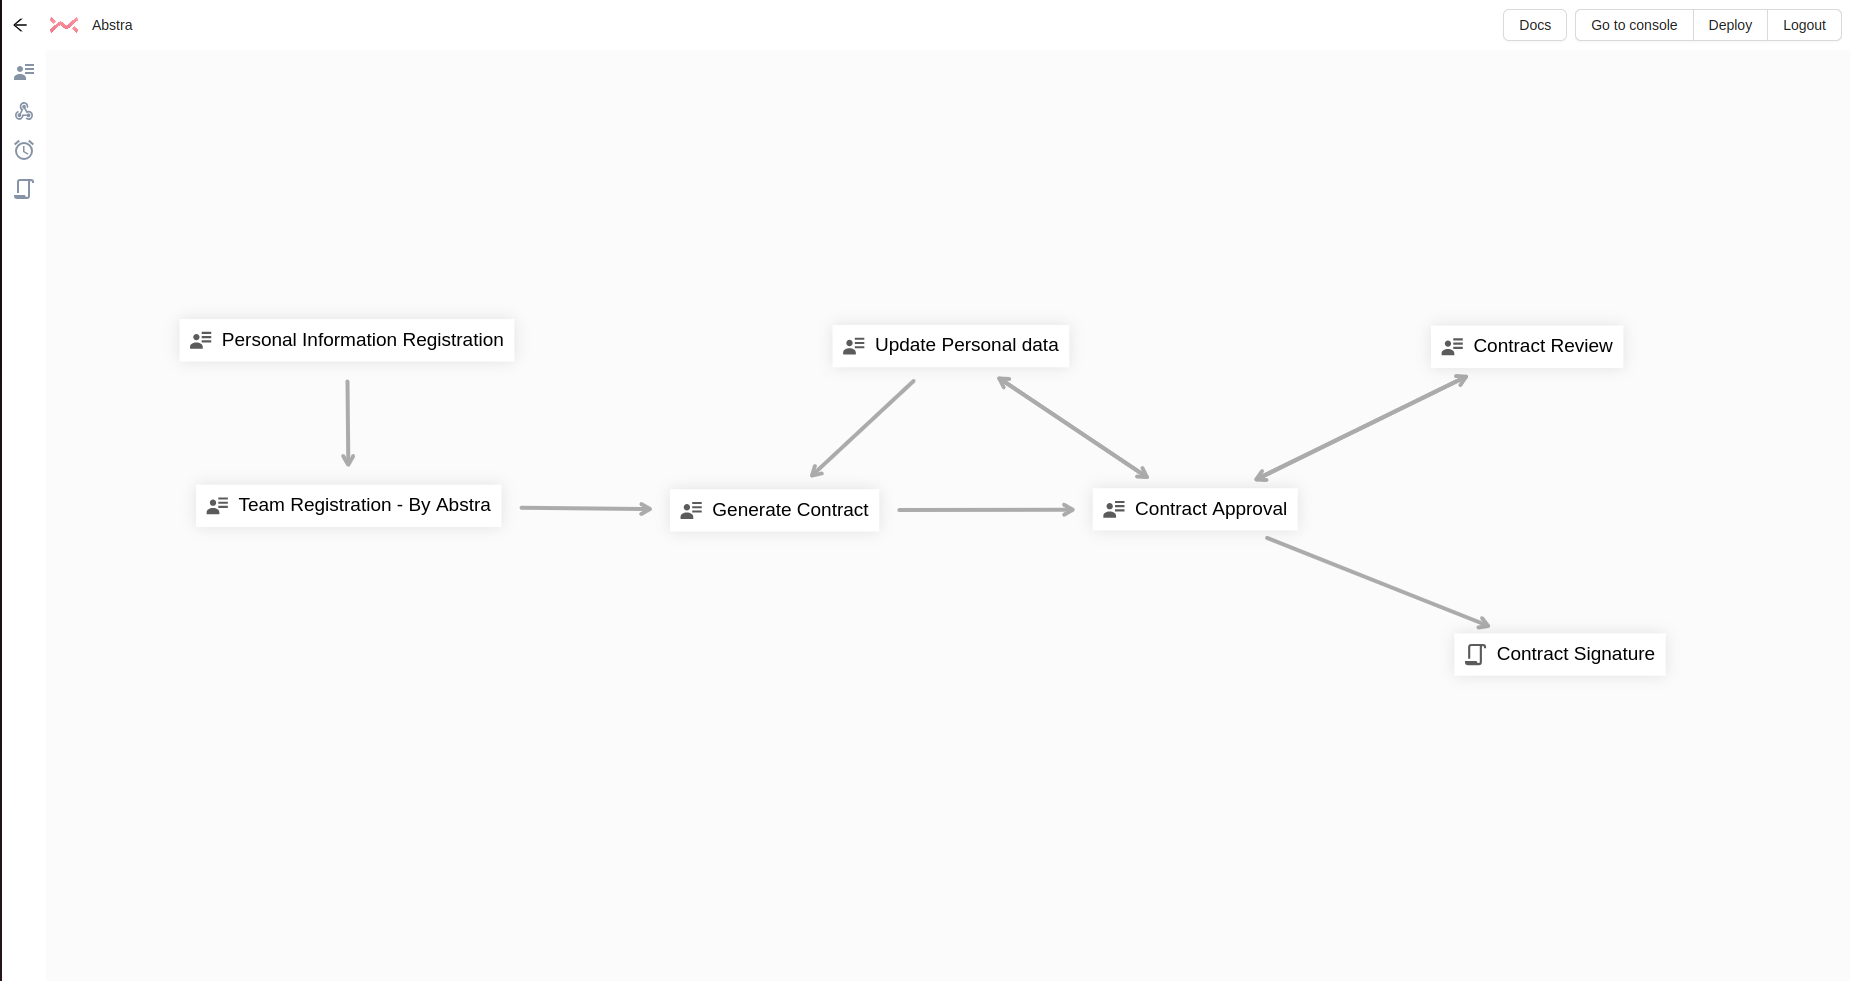 Abstra
Docs
Go to console
Deploy
Logout
Personal Information Registration
Update Personal data
Contract Review
Team Registration - By Abstra
Generate Contract
Contract Approval
Contract Signature